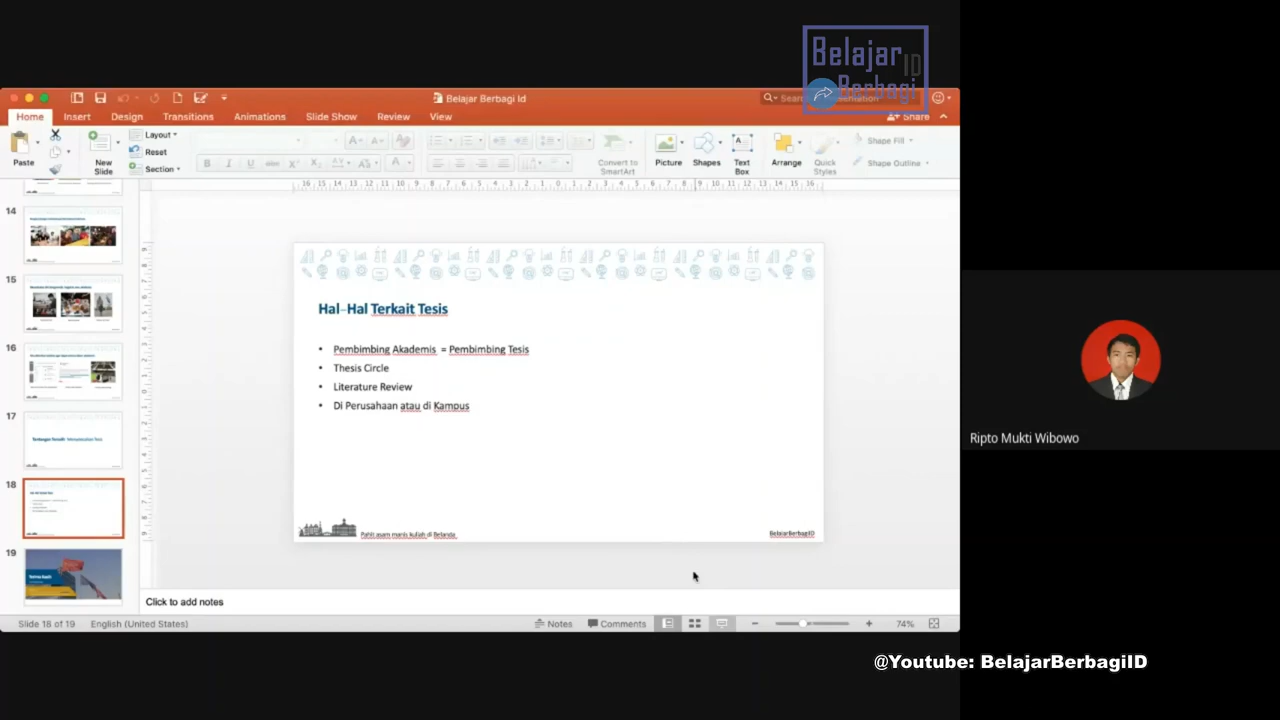 Belajar ID
Berbagi
Belajar Berbagi Id
Home Insert Design Transitions Animations Slide Show Review View
Share
Paste
New
Slide
Layout
Reset
Section
Convert to
SmartArt
Picture
Shapes
Text
Box
Arrange
Quick
Styles
Shape Fill
Shape Outline
14
15
16
17
18
19
Hal-Hal Terkait Tesis
• Pembimbing Akademis = Pembimbing Tesis
• Thesis Circle
• Literature Review
• Di Perusahaan atau di Kampus
Pahit asam manis kuliah di Belanda
BelajarBerbagiID
Click to add notes
Slide 18 of 19 English (United States) Notes Comments 74%
Ripto Mukti Wibowo
@Youtube: BelajarBerbagiID